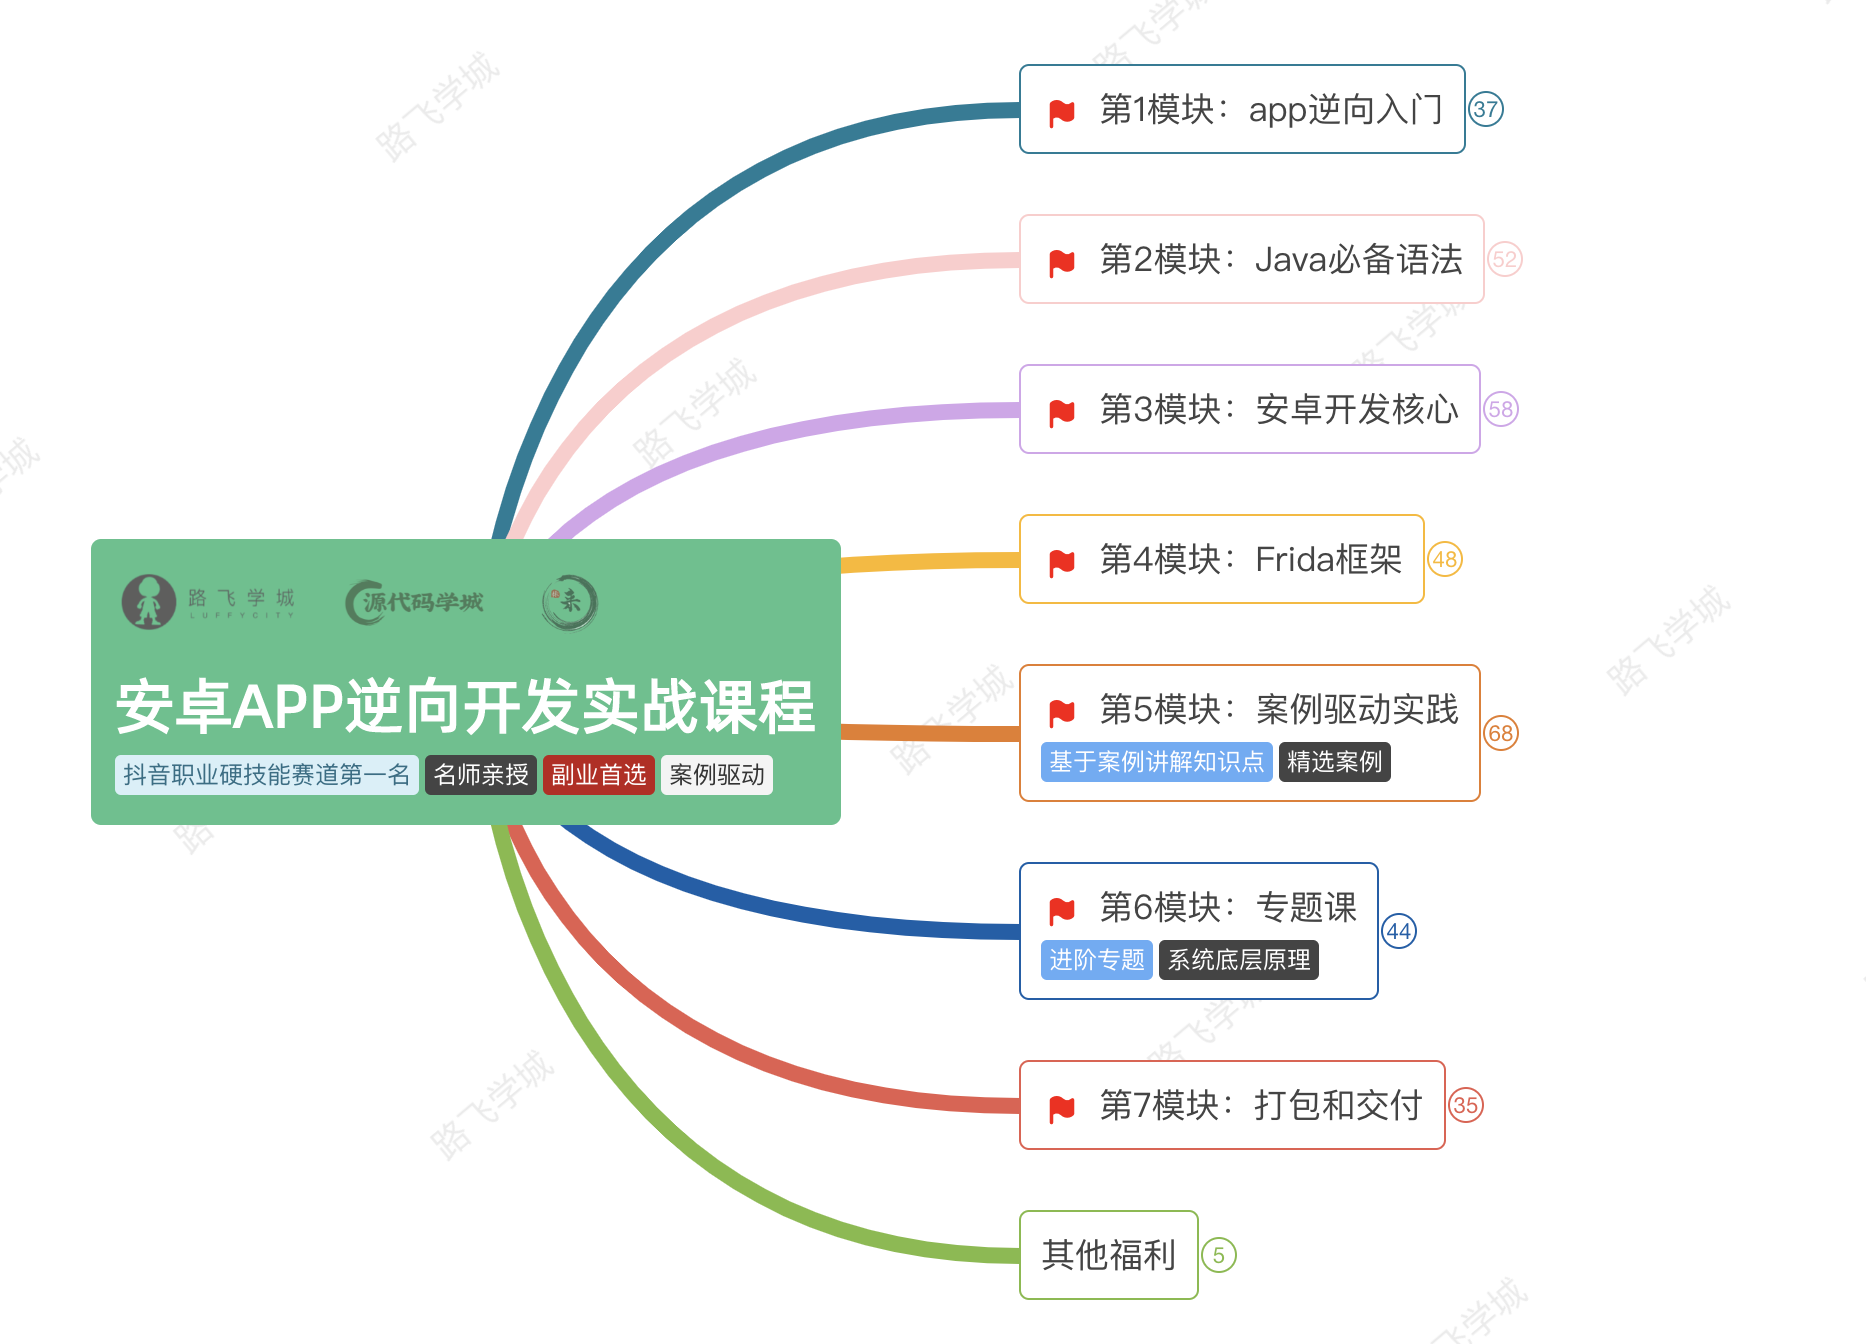 路飞学城
LUFFYCITY
源代码学城
安卓APP逆向开发实战课程
抖音职业硬技能赛道第一名 名师亲授 副业首选 案例驱动
第1模块：app逆向入门 37
第2模块：Java必备语法 52
第3模块：安卓开发核心 58
第4模块：Frida框架 48
第5模块：案例驱动实践 68
基于案例讲解知识点 精选案例
第6模块：专题课 44
进阶专题 系统底层原理
第7模块：打包和交付 35
其他福利 5
路飞学城
路飞学城
路飞学城
路飞学城
路飞学城
路飞学城
路飞学城
路飞学城
路飞学城